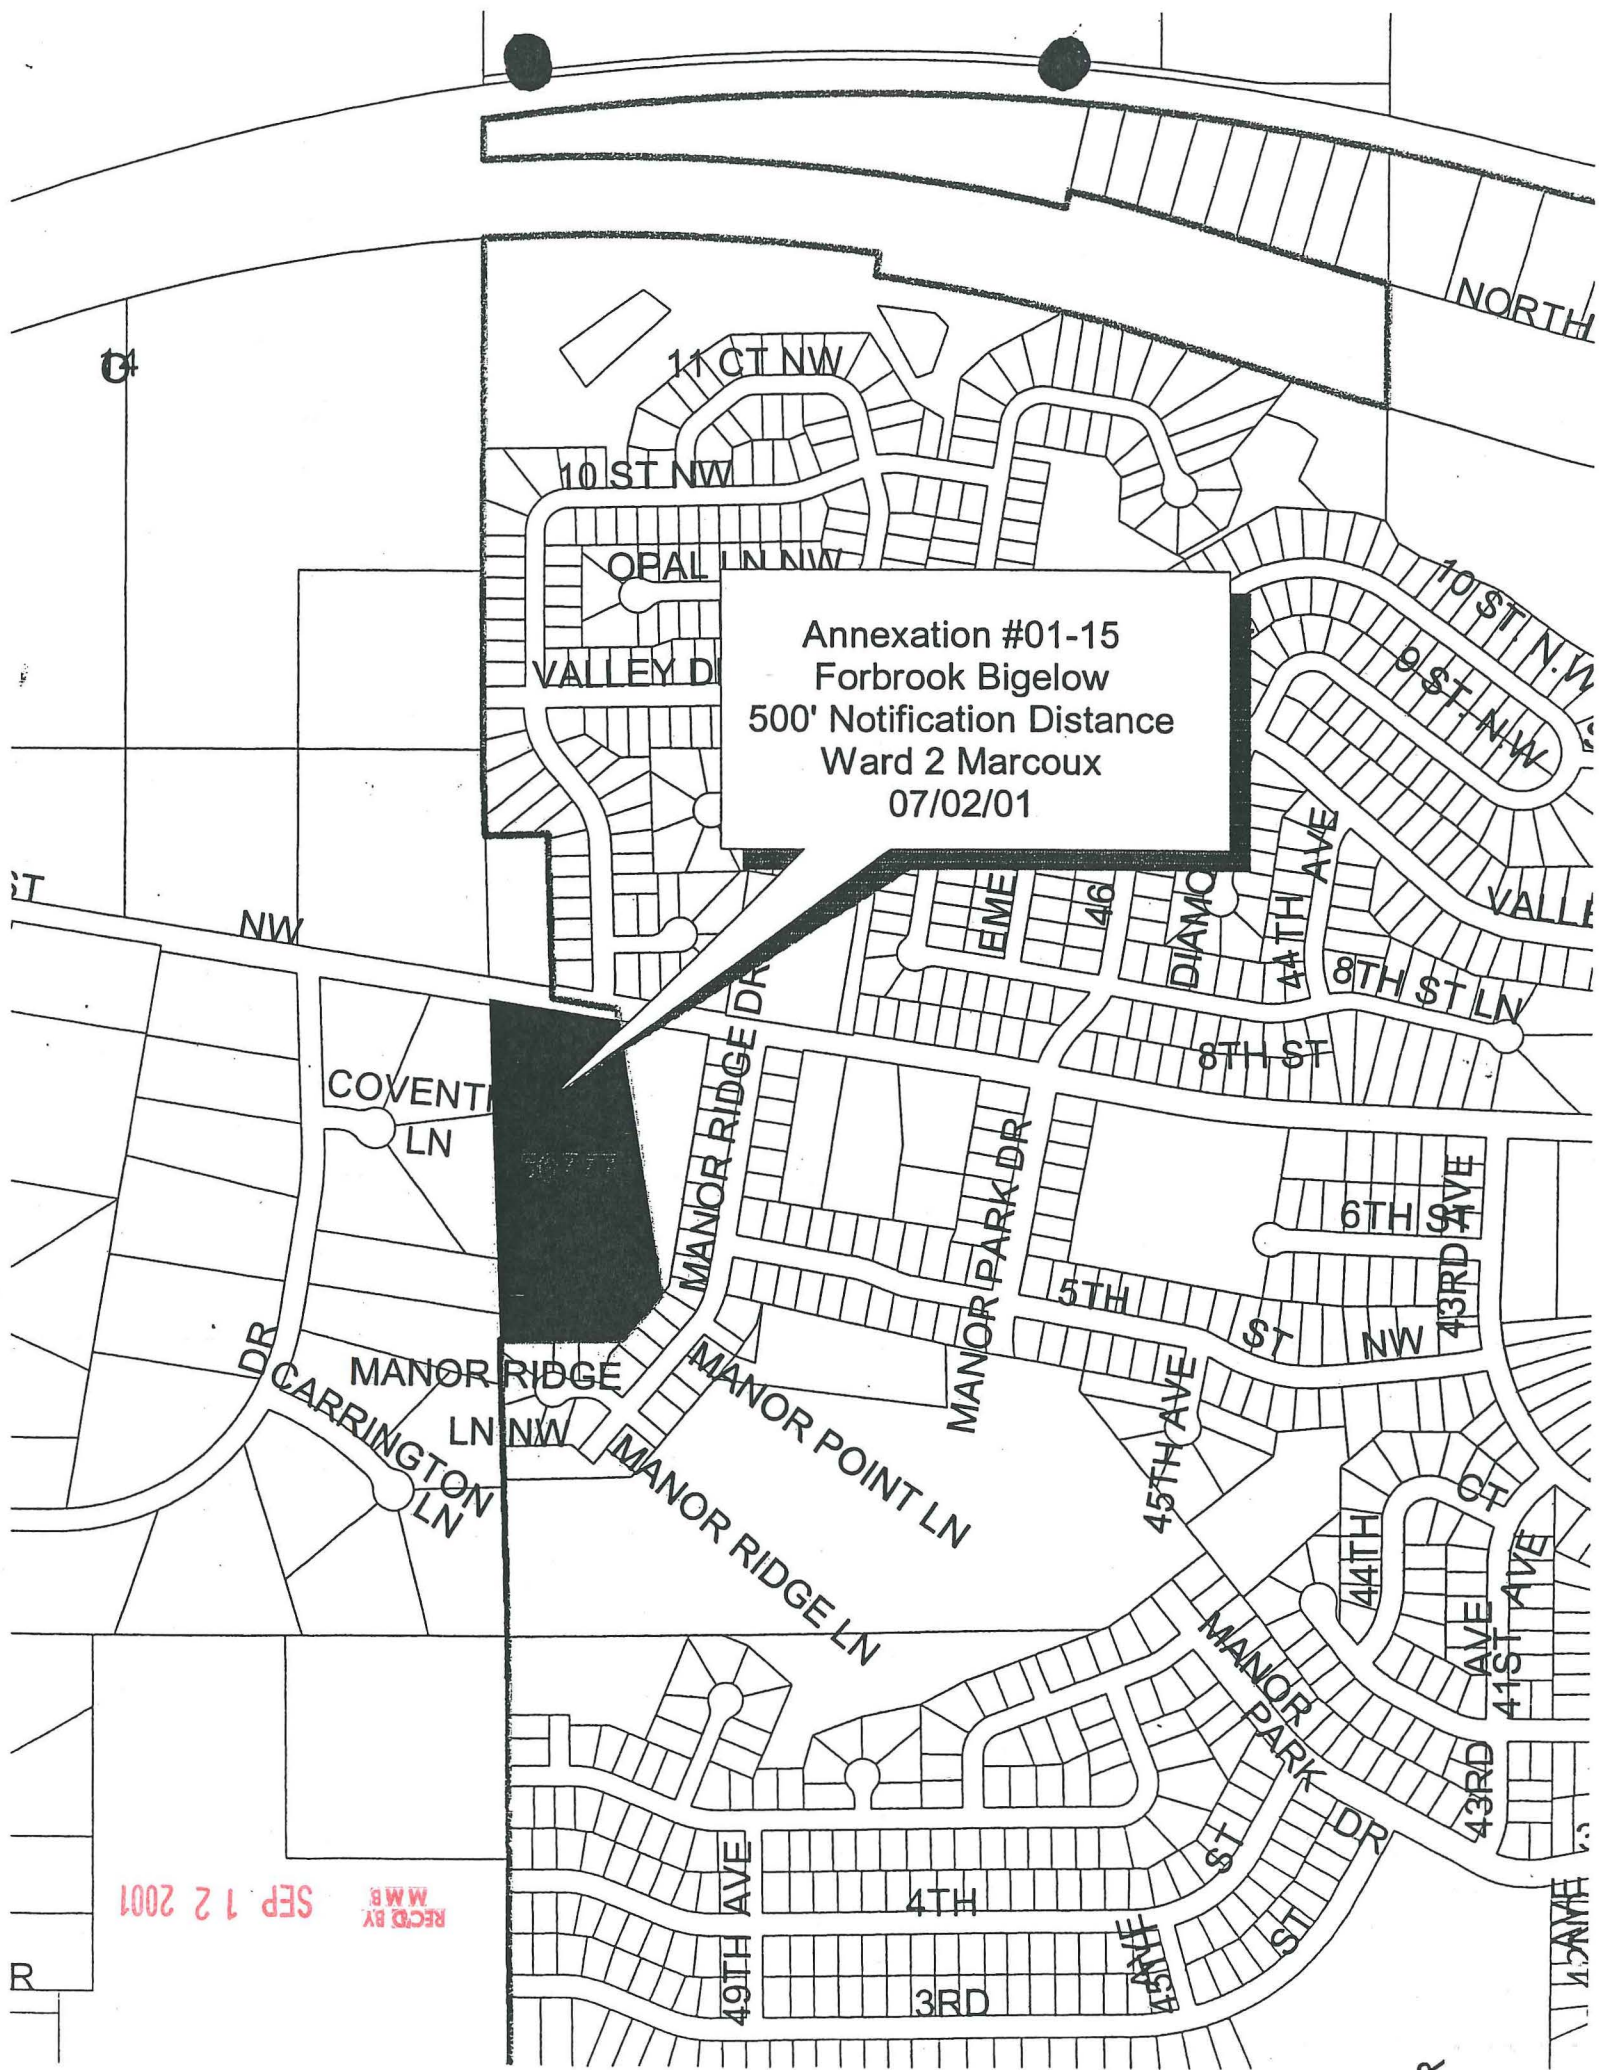 NORTH
14
11 CT NW
10 ST NW
OPAL LN NW
10 ST. N.W
9 ST. N.W
VALLEY D
Annexation #01-15
Forbrook Bigelow
500' Notification Distance
Ward 2 Marcoux
07/02/01
ST
NW
EME
46
DIAMO
44TH AVE
VALLE
8TH ST LN
8TH ST
MANOR RIDGE DR
COVENT
LN
MANOR PARK DR
6TH ST
43RD AVE
5TH
ST
NW
DR
CARRINGTON
LN
MANOR RIDGE
LN NW
MANOR POINT LN
MANOR RIDGE LN
45TH AVE
CT
44TH
AVE
41ST AVE
MANOR
PARK
DR
43RD
ST
ST
49TH AVE
4TH
45TH
AVE
3RD
SEP 12 2001
REC'D BY
M.M.B
R